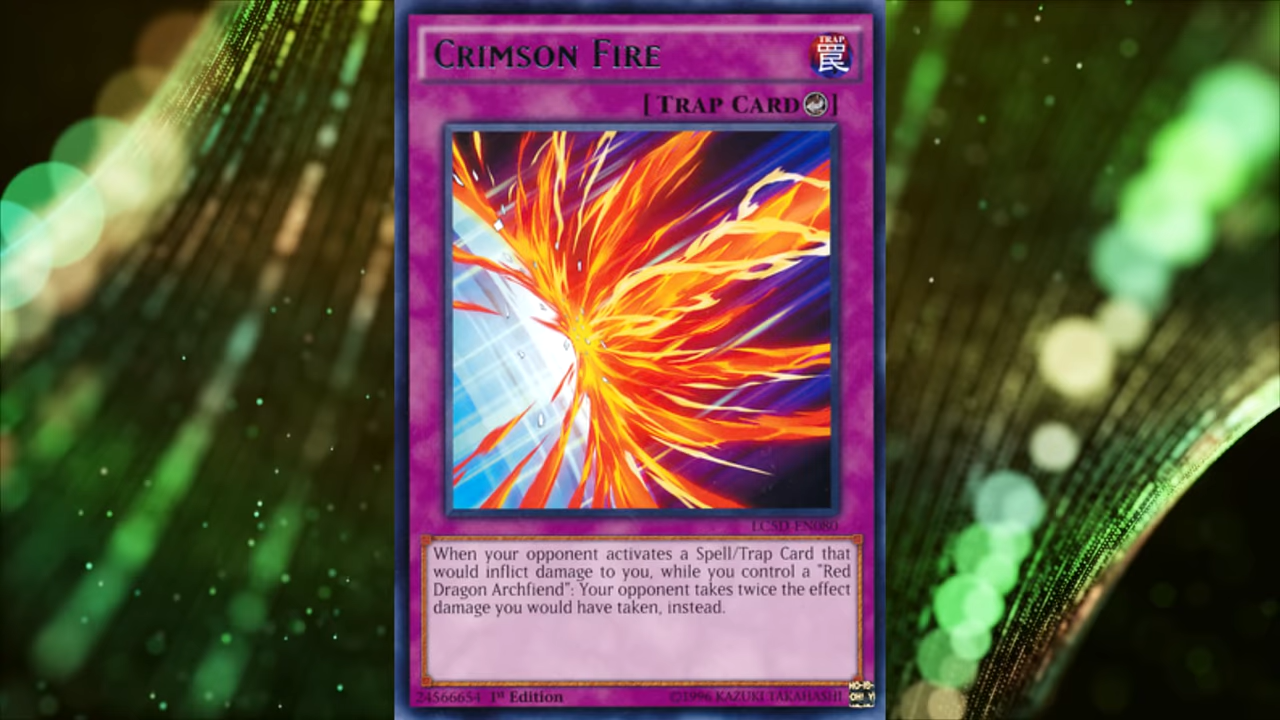 Crimson Fire
TRAP
罠
[ Trap Card ]
LC5D-EN080
When your opponent activates a Spell/Trap Card that
would inflict damage to you, while you control a "Red
Dragon Archfiend": Your opponent takes twice the effect
damage you would have taken, instead.
24566654 1st Edition ©1996 KAZUKI TAKAHASHI